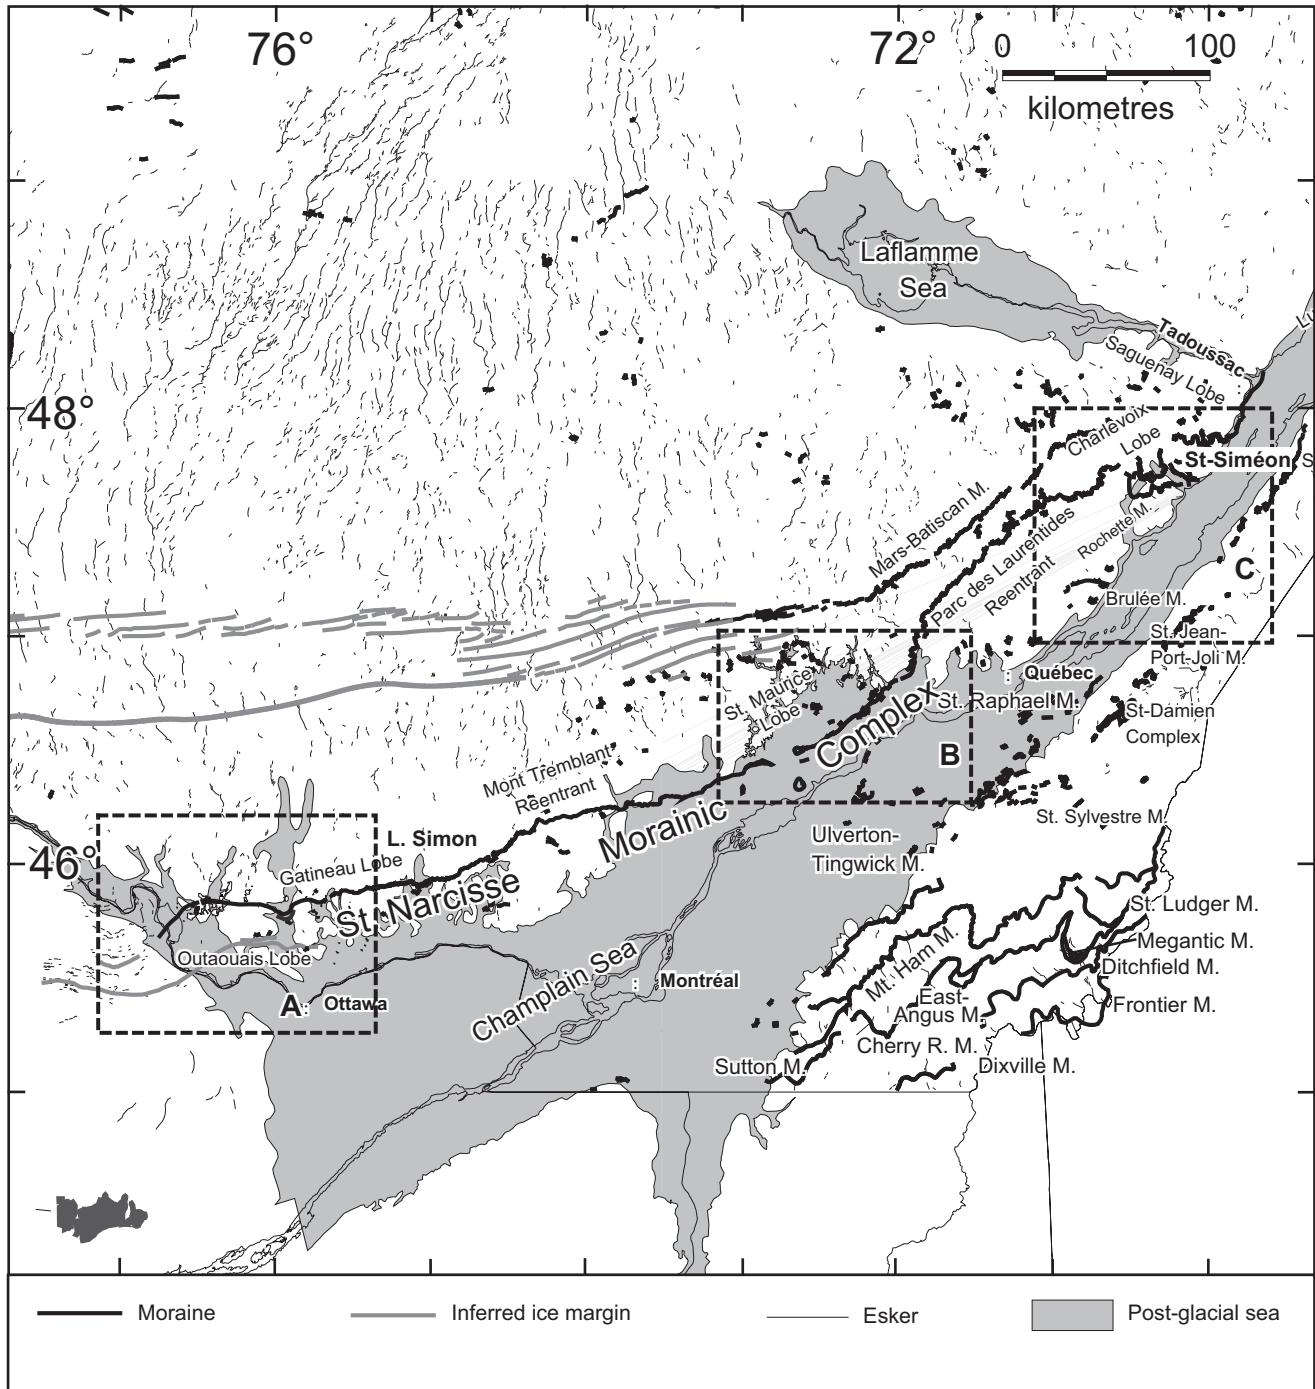 76°
72°
0 100
kilometres
Laflamme
Sea
Tadoussac
Saguenay Lobe
48°
Charlevoix
Lobe
St-Siméon
Mars-Batiscan M.
Parc des Laurentides
Réentrant
Rochette M.
C
Brulée M.
St. Jean-
Port-Joli M.
Québec
St. Raphael M.
St-Damien
Complex
St. Maurice
Lobe
B
Mont Tremblant
Réentrant
St. Narcisse Morainic Complex
St. Sylvestre M.
Ulverton-
Tingwick M.
L. Simon
46°
Gatineau Lobe
Outaouais Lobe
A
Ottawa
Champlain Sea
Montréal
St. Ludger M.
Megantic M.
Ditchfield M.
Mt. Ham M.
East-
Angus M.
Frontier M.
Cherry R. M.
Sutton M.
Dixville M.
Moraine
Inferred ice margin
Esker
Post-glacial sea